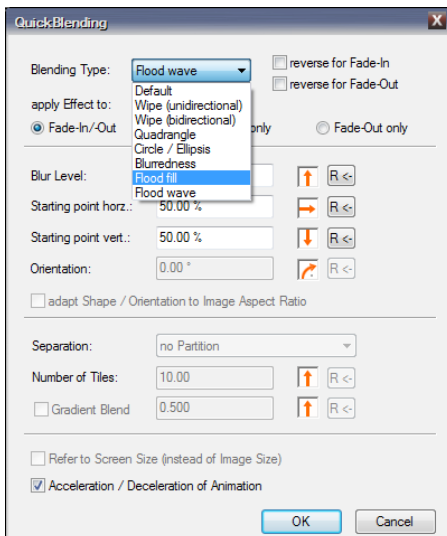 QuickBlending
X
Blending Type:
Flood wave
reverse for Fade-In
reverse for Fade-Out
Default
Wipe (unidirectional)
Wipe (bidirectional)
Quadrangle
Circle / Ellipsis
Blurredness
Flood fill
Flood wave
apply Effect to:
Fade-In/-Out
only
Fade-Out only
Blur Level:
R <-
Starting point horz.:
50.00 %
R <-
Starting point vert.:
50.00 %
R <-
Orientation:
0.00 °
R <-
adapt Shape / Orientation to Image Aspect Ratio
Separation:
no Partition
Number of Tiles:
10.00
R <-
Gradient Blend
0.500
R <-
Refer to Screen Size (instead of Image Size)
Acceleration / Deceleration of Animation
OK
Cancel